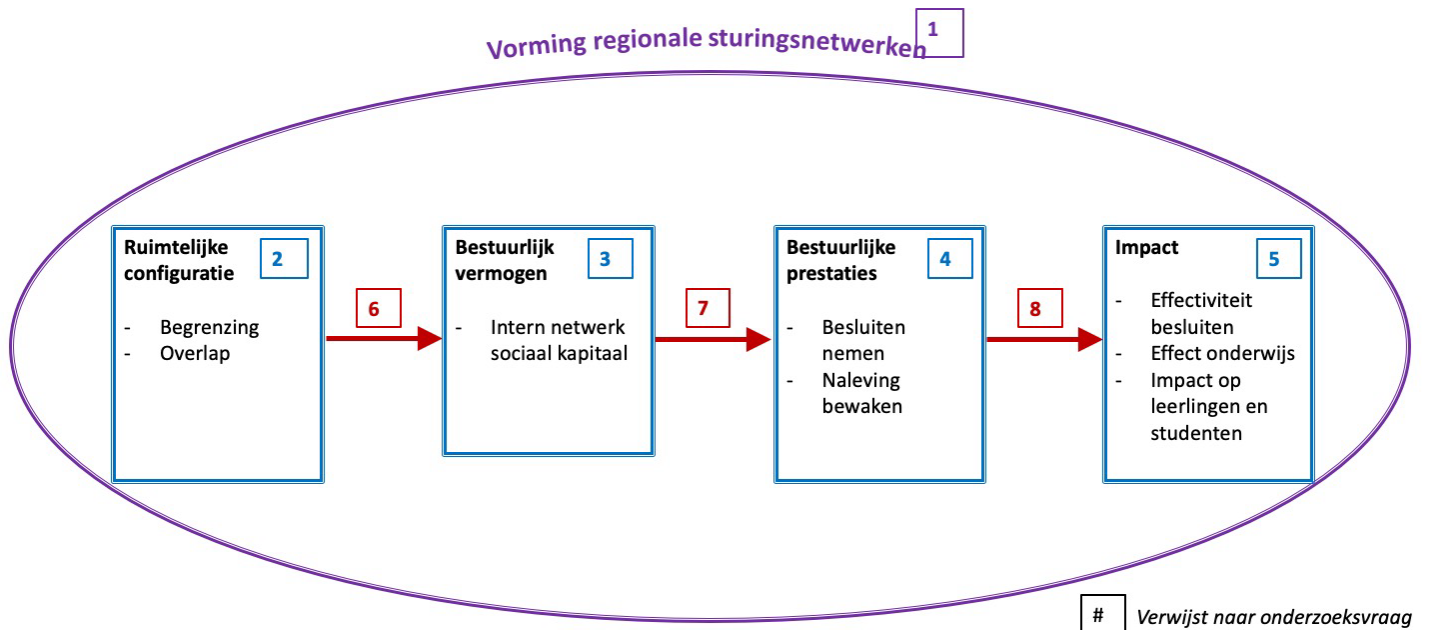 Vorming regionale sturingsnetwerken
1
Ruimtelijke
configuratie
2
- Begrenzing
- Overlap
6
Bestuurlijk
vermogen
3
- Intern netwerk
sociaal kapitaal
7
Bestuurlijke
prestaties
4
- Besluiten
nemen
- Naleving
bewaken
8
Impact
5
- Effectiviteit
besluiten
- Effect onderwijs
- Impact op
leerlingen en
studenten
# Verwijst naar onderzoeksvraag